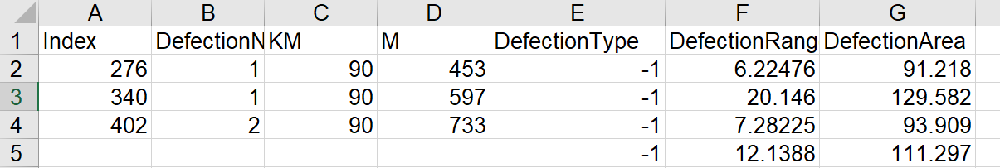 A B C D E F G
1 Index DefectionN KM M DefectionType DefectionRang DefectionArea
2 276 1 90 453 -1 6.22476 91.218
3 340 1 90 597 -1 20.146 129.582
4 402 2 90 733 -1 7.28225 93.909
5 -1 12.1388 111.297